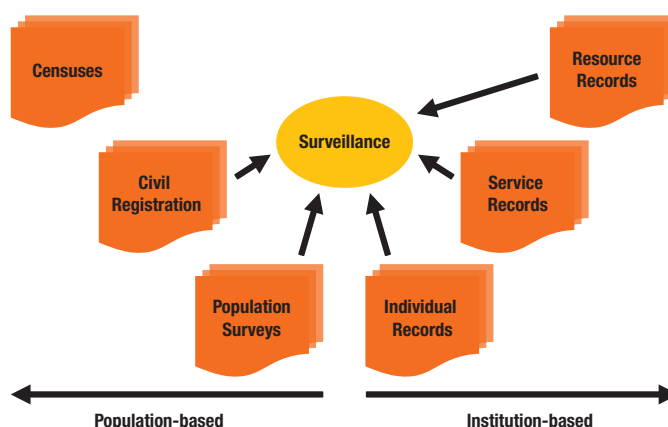 Censuses
Resource
Records
Surveillance
Civil
Registration
Service
Records
Population
Surveys
Individual
Records
Population-based
Institution-based